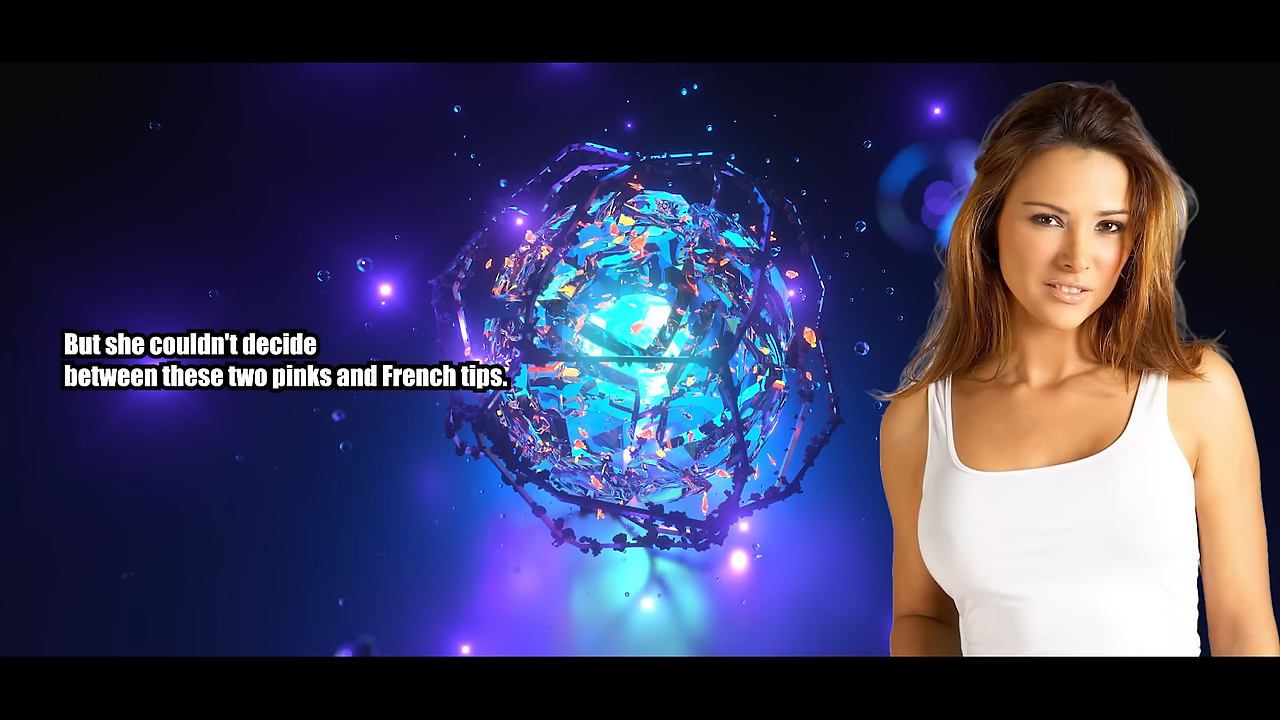 But she couldn't decide
between these two pinks and French tips.